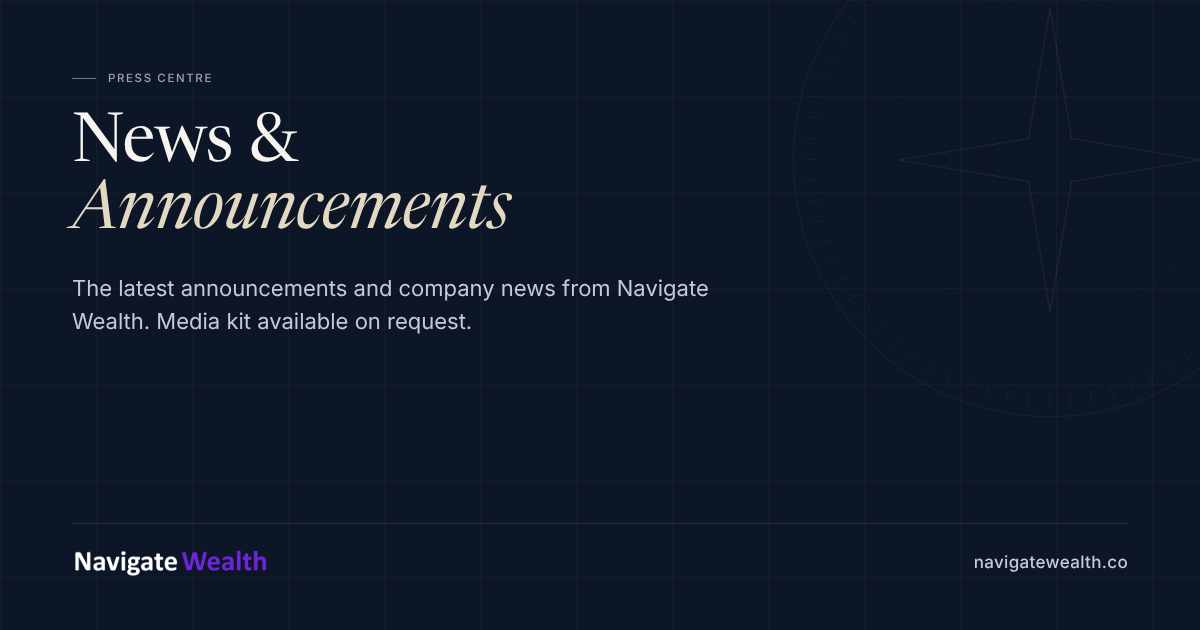 PRESS CENTRE
News &
Announcements
The latest announcements and company news from Navigate
Wealth. Media kit available on request.
Navigate Wealth
navigatewealth.co